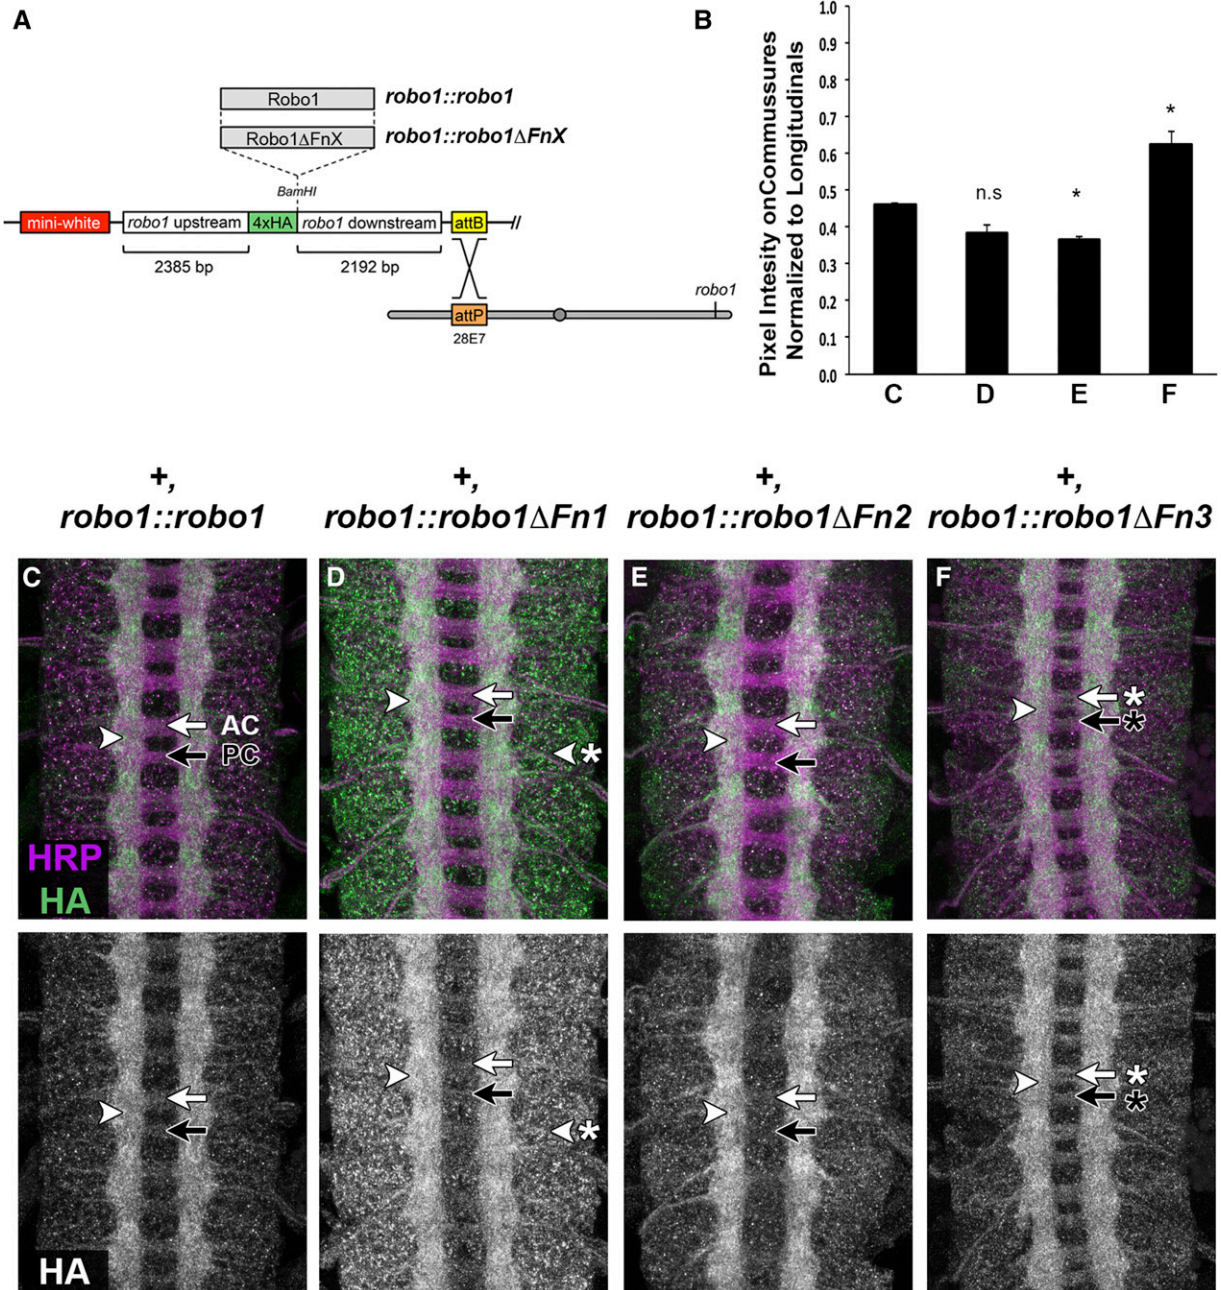 A
Robo1
robo1::robo1
Robo1ΔFnX
robo1::robo1ΔFnX
BamHI
mini-white
robo1 upstream
4xHA
robo1 downstream
attB
//
2385 bp
2192 bp
robo1
attP
28E7
B
Pixel Intesity onCommussures
Normalized to Longitudinals
1.0
0.9
0.8
0.7
0.6
0.5
0.4
0.3
0.2
0.1
0.0
n.s
*
*
C
D
E
F
+,
robo1::robo1
+,
robo1::robo1ΔFn1
+,
robo1::robo1ΔFn2
+,
robo1::robo1ΔFn3
C
AC
PC
HRP
HA
D
*
E
F
*
*
HA
*
*
*